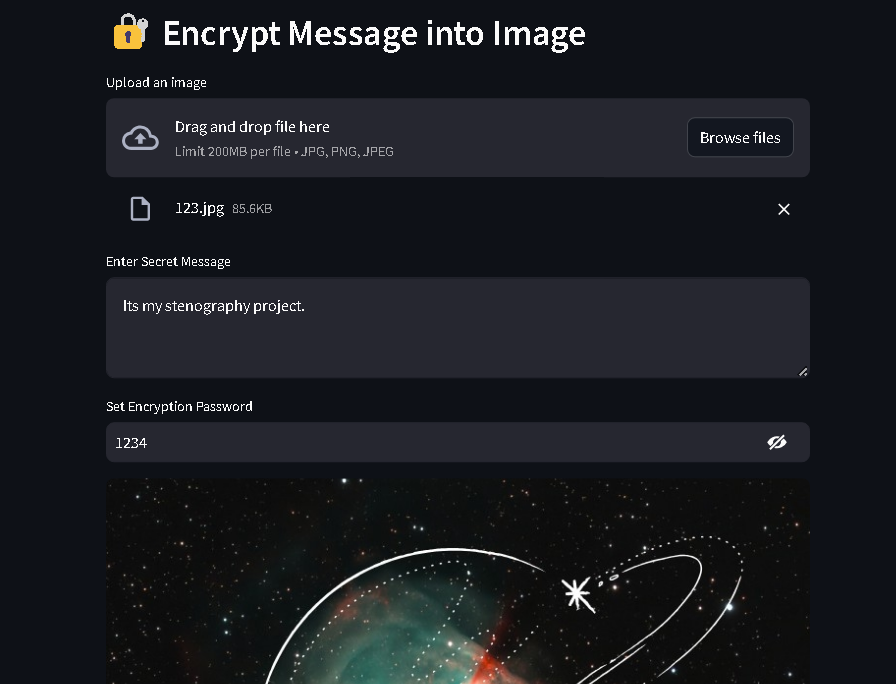 Encrypt Message into Image
Upload an image
Drag and drop file here
Limit 200MB per file • JPG, PNG, JPEG
Browse files
123.jpg 85.6KB
Enter Secret Message
Its my stenography project.
Set Encryption Password
1234